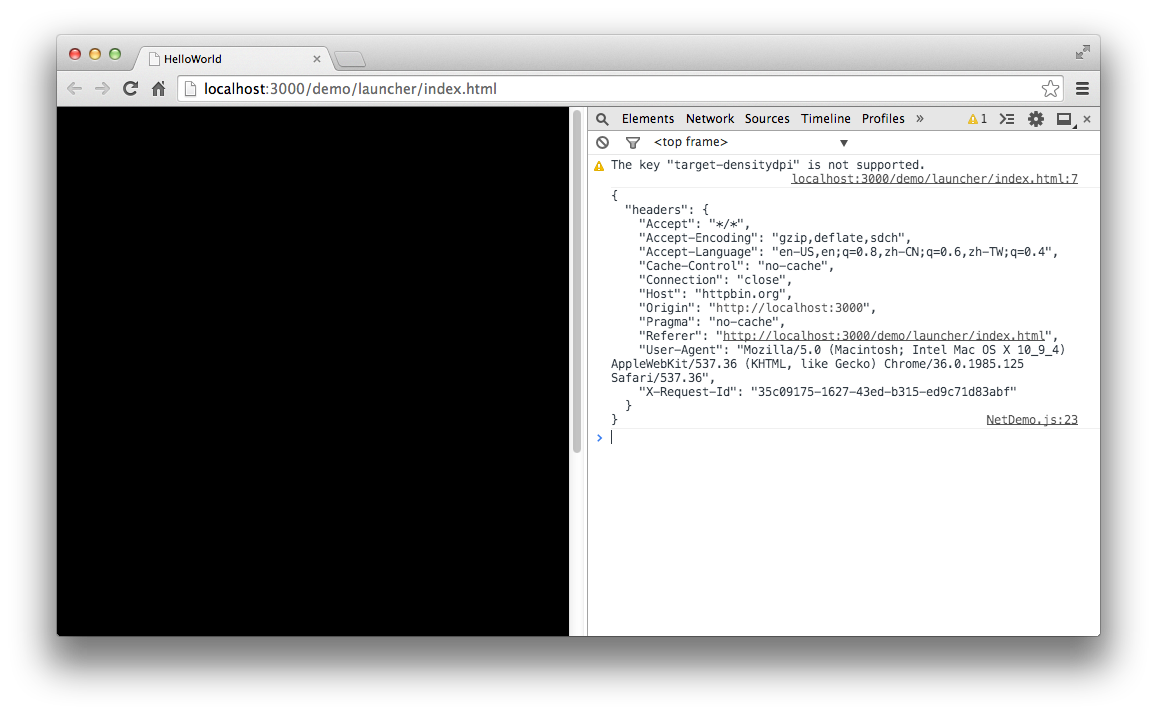 HelloWorld
localhost:3000/demo/launcher/index.html
Elements Network Sources Timeline Profiles » 1
<top frame>
The key "target-densitydpi" is not supported.
localhost:3000/demo/launcher/index.html:7
{
  "headers": {
    "Accept": "*/*",
    "Accept-Encoding": "gzip,deflate,sdch",
    "Accept-Language": "en-US,en;q=0.8,zh-CN;q=0.6,zh-TW;q=0.4",
    "Cache-Control": "no-cache",
    "Connection": "close",
    "Host": "httpbin.org",
    "Origin": "http://localhost:3000",
    "Pragma": "no-cache",
    "Referer": "http://localhost:3000/demo/launcher/index.html",
    "User-Agent": "Mozilla/5.0 (Macintosh; Intel Mac OS X 10_9_4)
AppleWebKit/537.36 (KHTML, like Gecko) Chrome/36.0.1985.125
Safari/537.36",
    "X-Request-Id": "35c09175-1627-43ed-b315-ed9c71d83abf"
  }
} NetDemo.js:23
>